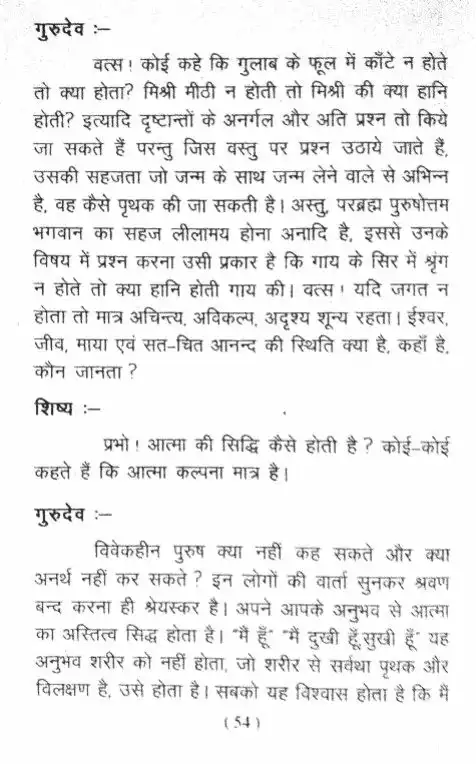 गुरुदेव :–
वत्स! कोई कहे कि गुलाब के फूल में काँटे न होते
तो क्या होता? मिश्री मीठी न होती तो मिश्री की क्या हानि
होती? इत्यादि दृष्टान्तों के अनर्गल और अति प्रश्न तो किये
जा सकते हैं परन्तु जिस वस्तु पर प्रश्न उठाये जाते हैं,
उसकी सहजता जो जन्म के साथ जन्म लेने वाले से अभिन्न
है, वह कैसे पृथक की जा सकती है। अस्तु, परब्रह्म पुरुषोत्तम
भगवान का सहज लीलामय होना अनादि है, इससे उनके
विषय में प्रश्न करना उसी प्रकार है कि गाय के सिर में श्रृंग
न होते तो क्या हानि होती गाय की। वत्स! यदि जगत न
होता तो मात्र अचिन्त्य, अविकल्प, अदृश्य शून्य रहता। ईश्वर,
जीव, माया एवं सत-चित आनन्द की स्थिति क्या है, कहाँ है,
कौन जानता?
शिष्य :–
प्रभो! आत्मा की सिद्धि कैसे होती है? कोई-कोई
कहते हैं कि आत्मा कल्पना मात्र है।
गुरुदेव :–
विवेकहीन पुरुष क्या नहीं कह सकते और क्या
अनर्थ नहीं कर सकते? इन लोगों की वार्ता सुनकर श्रवण
बन्द करना ही श्रेयस्कर है। अपने आपके अनुभव से आत्मा
का अस्तित्व सिद्ध होता है। "मैं हूँ" "मैं दुखी हूँ,सुखी हूँ" यह
अनुभव शरीर को नहीं होता, जो शरीर से सर्वथा पृथक और
विलक्षण है, उसे होता है। सबको यह विश्वास होता है कि मैं
(54)